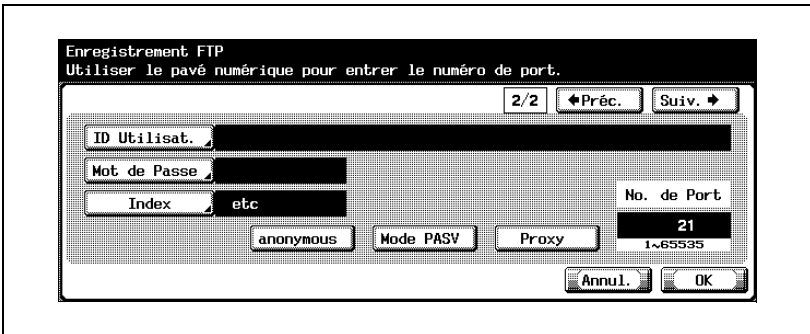 Enregistrement FTP
Utiliser le pavé numérique pour entrer le numéro de port.
2/2 Préc. Suiv.
ID Utilisat.
Mot de Passe
Index etc
No. de Port
21
1~65535
anonymous Mode PASV Proxy
Annul. OK